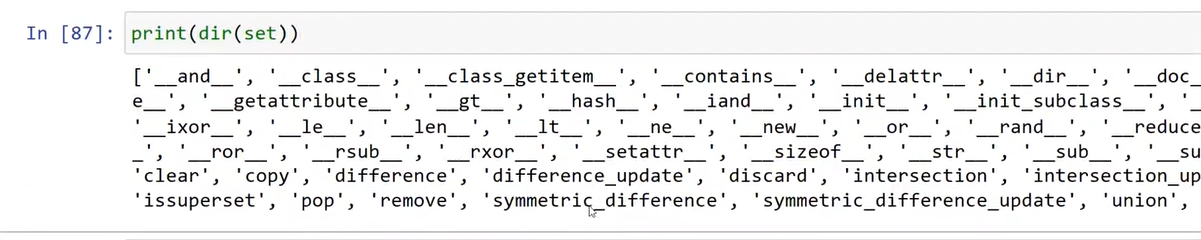 In [87]: print(dir(set))
['__and__', '__class__', '__class_getitem__', '__contains__', '__delattr__', '__dir__', '__doc
e__', '__getattribute__', '__gt__', '__hash__', '__iand__', '__init__', '__init_subclass__', '_
'__ixor__', '__le__', '__len__', '__lt__', '__ne__', '__new__', '__or__', '__rand__', '__reduce
_', '__ror__', '__rsub__', '__rxor__', '__setattr__', '__sizeof__', '__str__', '__sub__', '__su
'clear', 'copy', 'difference', 'difference_update', 'discard', 'intersection', 'intersection_up
'issuperset', 'pop', 'remove', 'symmetric_difference', 'symmetric_difference_update', 'union',